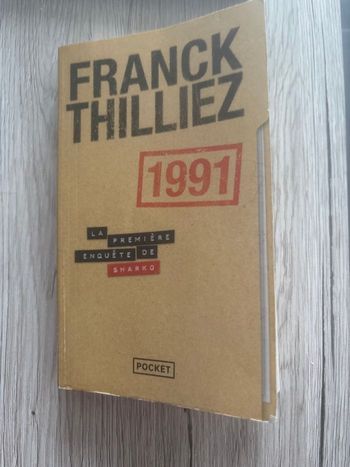 FRANCK
THILLIEZ
1991
LA PREMIÈRE
ENQUÊTE DE
SHARKO
POCKET